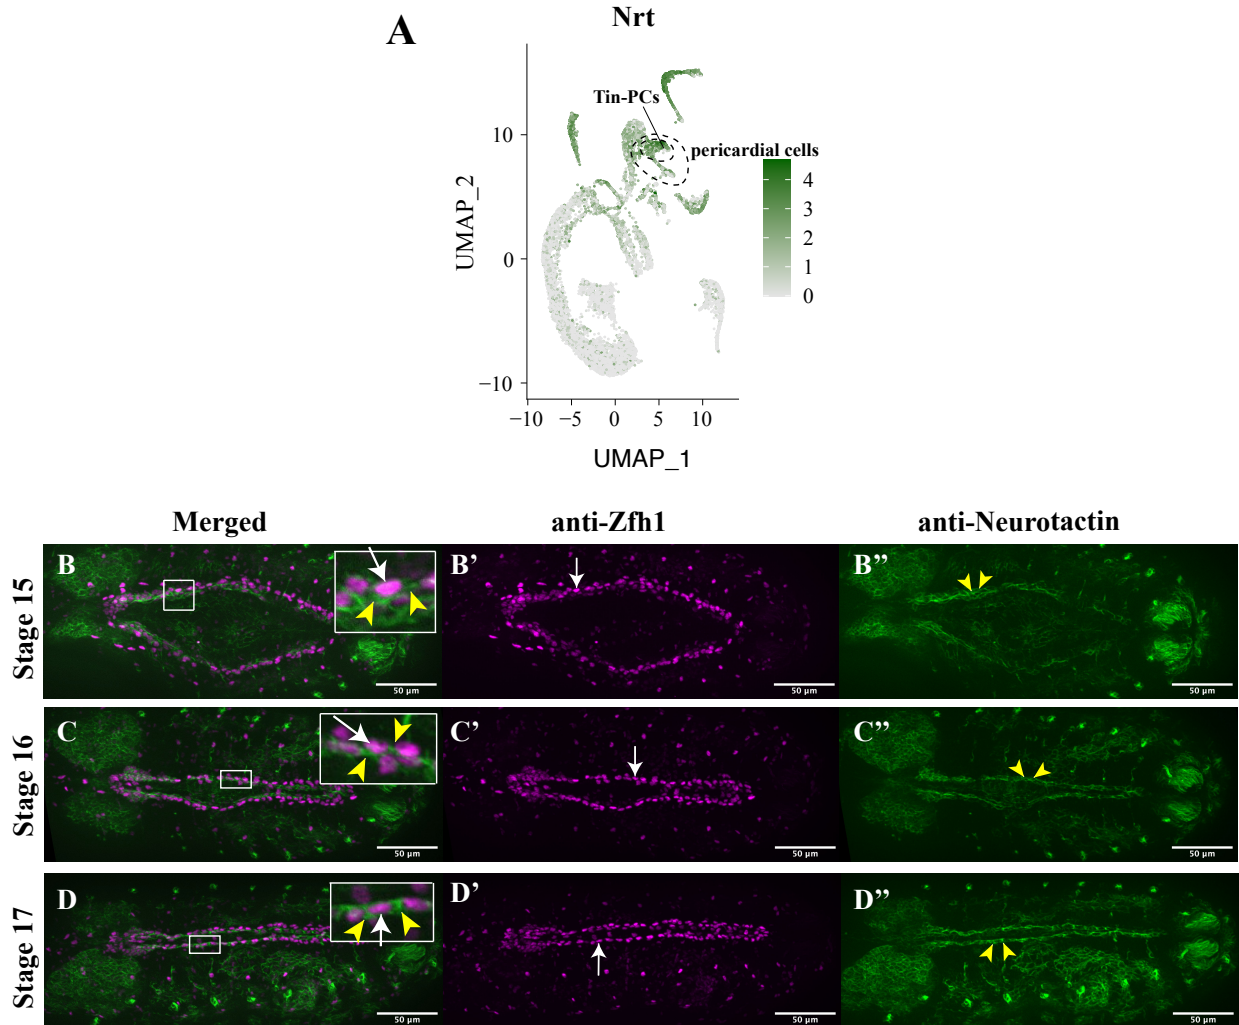 A
Nrt
Tin-PCs
pericardial cells
10
0
−10
UMAP_2
4
3
2
1
0
−10 −5 0 5 10
UMAP_1
Merged anti-Zfh1 anti-Neurotactin
Stage 15
B B’ B”
50 µm 50 µm 50 µm
Stage 16
C C’ C”
50 µm 50 µm 50 µm
Stage 17
D D’ D”
50 µm 50 µm 50 µm